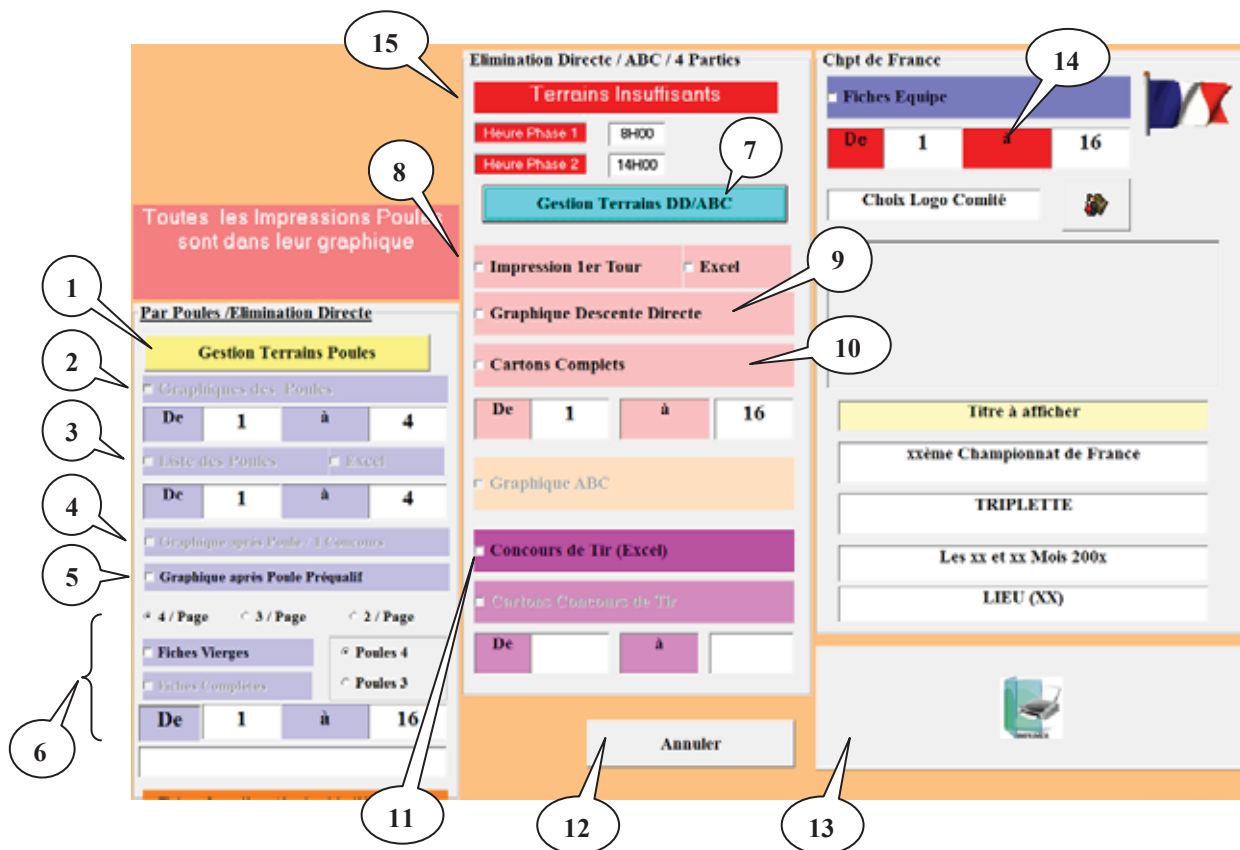 15
Elimination Directe / ABC / 4 Parties
Terrains Insuffisants
Heure Phase 1
8H00
Heure Phase 2
14H00
7
Gestion Terrains DD/ABC
8
Toutes les Impressions Poules
sont dans leur graphique
1
Par Poules /Elimination Directe
Gestion Terrains Poules
2
Graphiques des Poules
De 1 à 4
3
Liste des Poules Excel
De 1 à 4
4
Graphique après Poule/ 4 Concours
5
Graphique après Poule Préqualif
4 / Page 3 / Page 2 / Page
Fiches Vierges
Poules 4
Fiches Complètes
Poules 3
De 1 à 16
6
Impression 1er Tour Excel
9
Graphique Descente Directe
Cartons Complets
10
De 1 à 16
Graphique ABC
Concours de Tir (Excel)
Cartons Concours de Tir
De à
11
Annuler
12
Chpt de France
14
Fiches Equipe
De 1 à 16
Choix Logo Comité
Titre à afficher
xxème Championnat de France
TRIPLETTE
Les xx et xx Mois 200x
LIEU (XX)
13